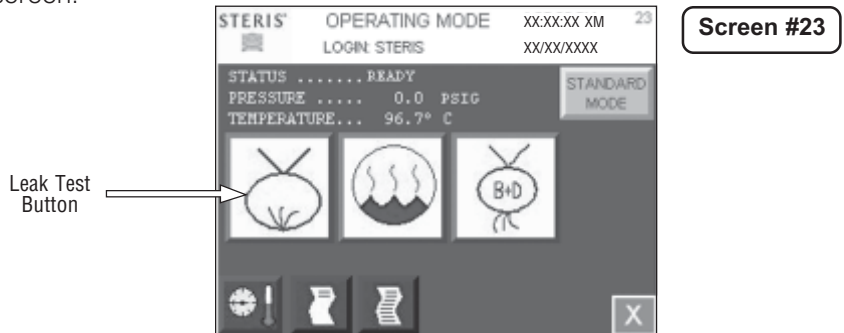 screen.
STERIS® OPERATING MODE XX:XX:XX XM 23
LOGIN: STERIS XX/XX/XXXX
Screen #23
STATUS ....... READY
PRESSURE ..... 0.0 PSIG
TEMPERATURE... 96.7° C
STANDARD
MODE
Leak Test
Button
B+D
X